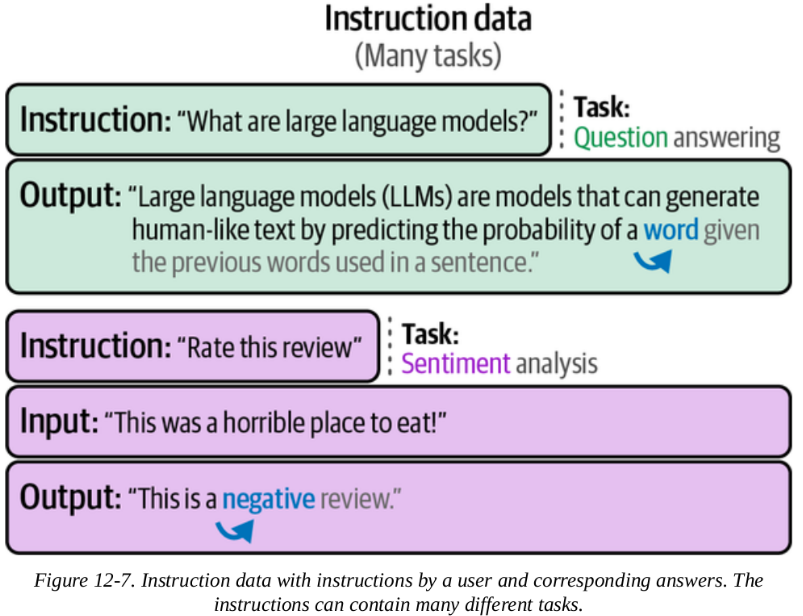 Instruction data
(Many tasks)
Instruction: “What are large language models?”
Task:
Question answering
Output: “Large language models (LLMs) are models that can generate
human-like text by predicting the probability of a word given
the previous words used in a sentence.”
Instruction: “Rate this review”
Task:
Sentiment analysis
Input: “This was a horrible place to eat!”
Output: “This is a negative review.”
Figure 12-7. Instruction data with instructions by a user and corresponding answers. The
instructions can contain many different tasks.